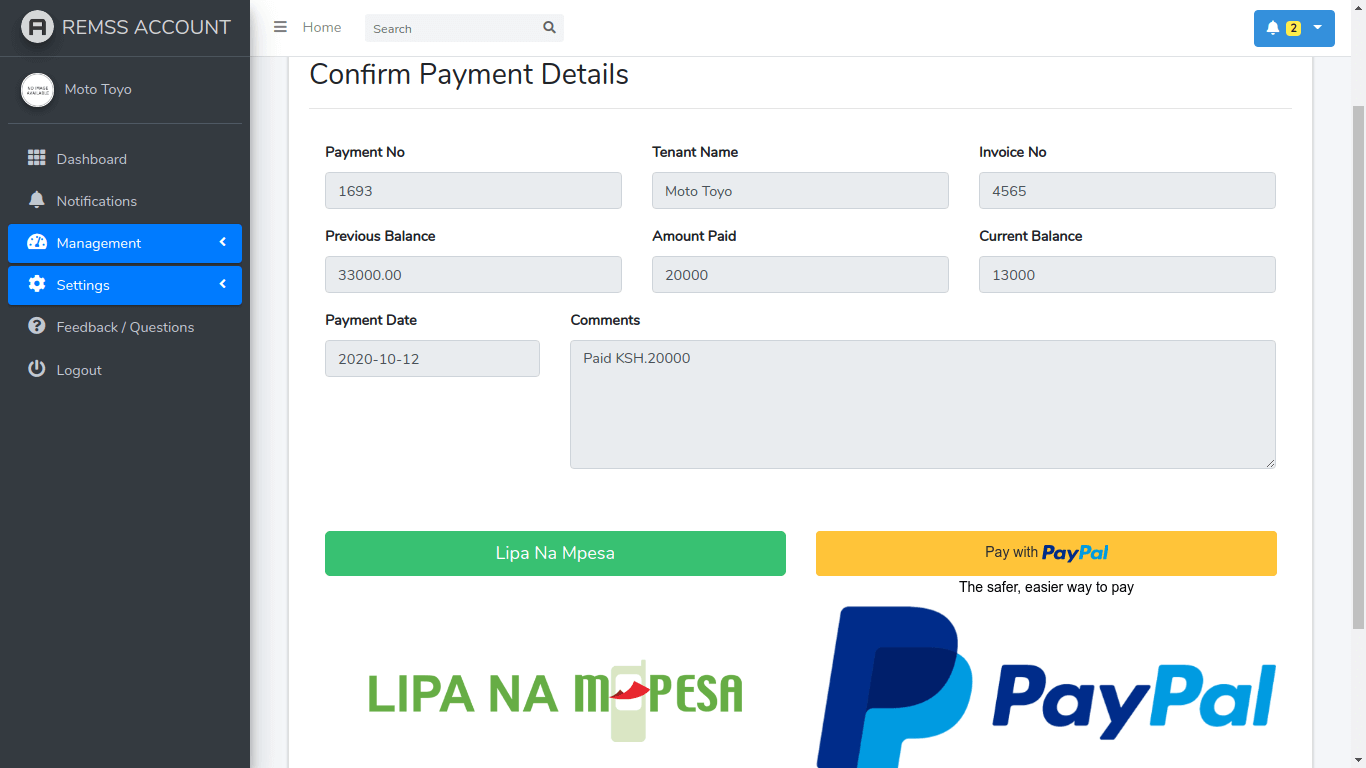 REMSS ACCOUNT
Home
Search
2
Moto Toyo
Dashboard
Notifications
Management
Settings
Feedback / Questions
Logout
Confirm Payment Details
Payment No
Tenant Name
Invoice No
1693
Moto Toyo
4565
Previous Balance
Amount Paid
Current Balance
33000.00
20000
13000
Payment Date
Comments
2020-10-12
Paid KSH.20000
Lipa Na Mpesa
Pay with PayPal
The safer, easier way to pay
LIPA NA M-PESA
PayPal